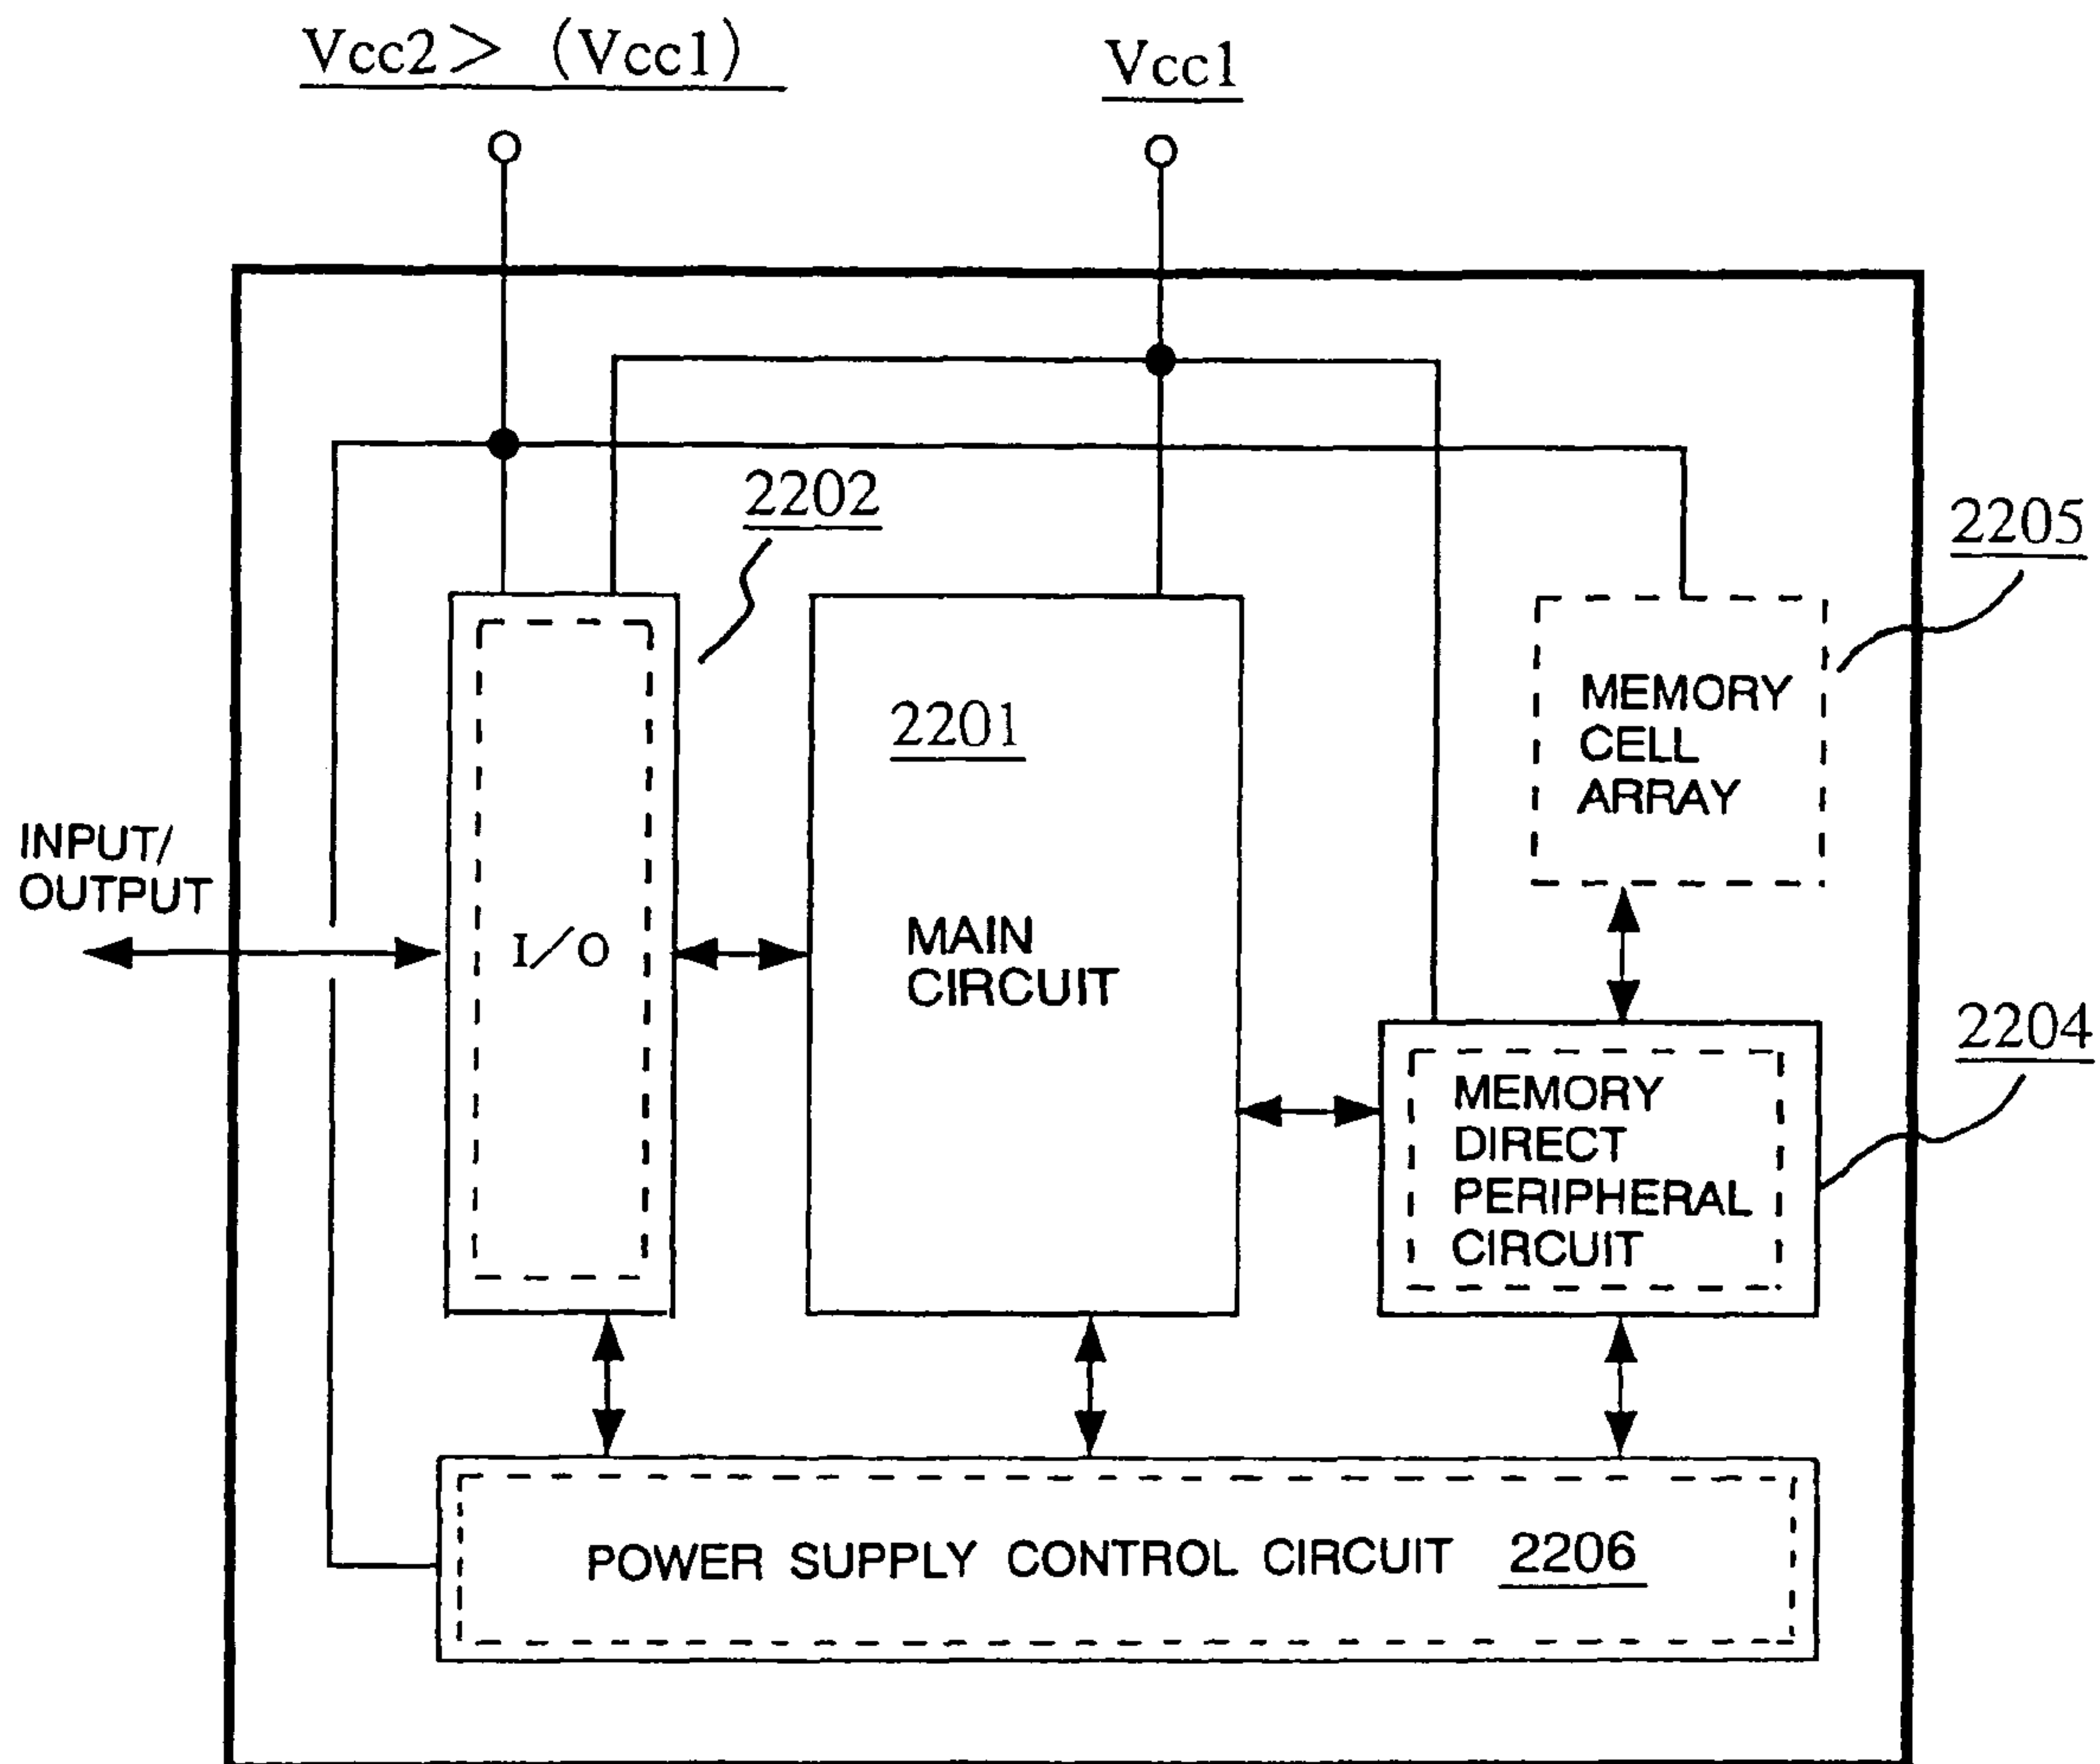 Vcc2＞ (Vcc1)
Vcc1
2202
2205
2201
MEMORY
CELL
ARRAY
INPUT/
OUTPUT
I/O
MAIN
CIRCUIT
2204
MEMORY
DIRECT
PERIPHERAL
CIRCUIT
POWER SUPPLY CONTROL CIRCUIT 2206